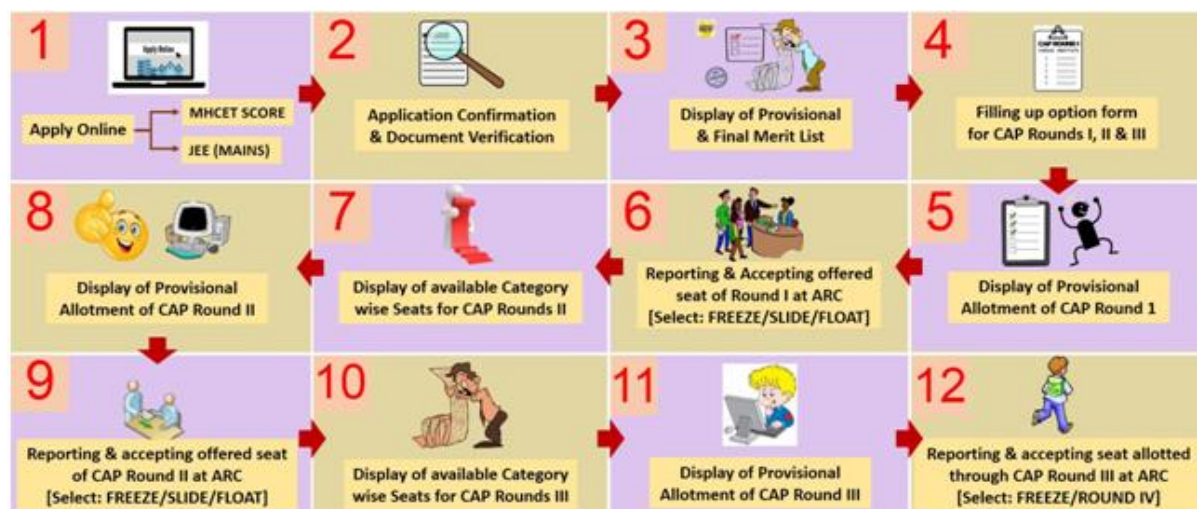 1
Apply Online
Apply Online
MHCET SCORE
JEE (MAINS)
2
Application Confirmation
& Document Verification
3
Display of Provisional
& Final Merit List
4
CAP ROUND I
Filling up option form
for CAP Rounds I, II & III
5
Display of Provisional
Allotment of CAP Round 1
6
Reporting & Accepting offered
seat of Round I at ARC
[Select: FREEZE/SLIDE/FLOAT]
7
Display of available Category
wise Seats for CAP Rounds II
8
Display of Provisional
Allotment of CAP Round II
9
Reporting & accepting offered seat
of CAP Round II at ARC
[Select: FREEZE/SLIDE/FLOAT]
10
Display of available Category
wise Seats for CAP Rounds III
11
Display of Provisional
Allotment of CAP Round III
12
Reporting & accepting seat allotted
through CAP Round III at ARC
[Select: FREEZE/ROUND IV]